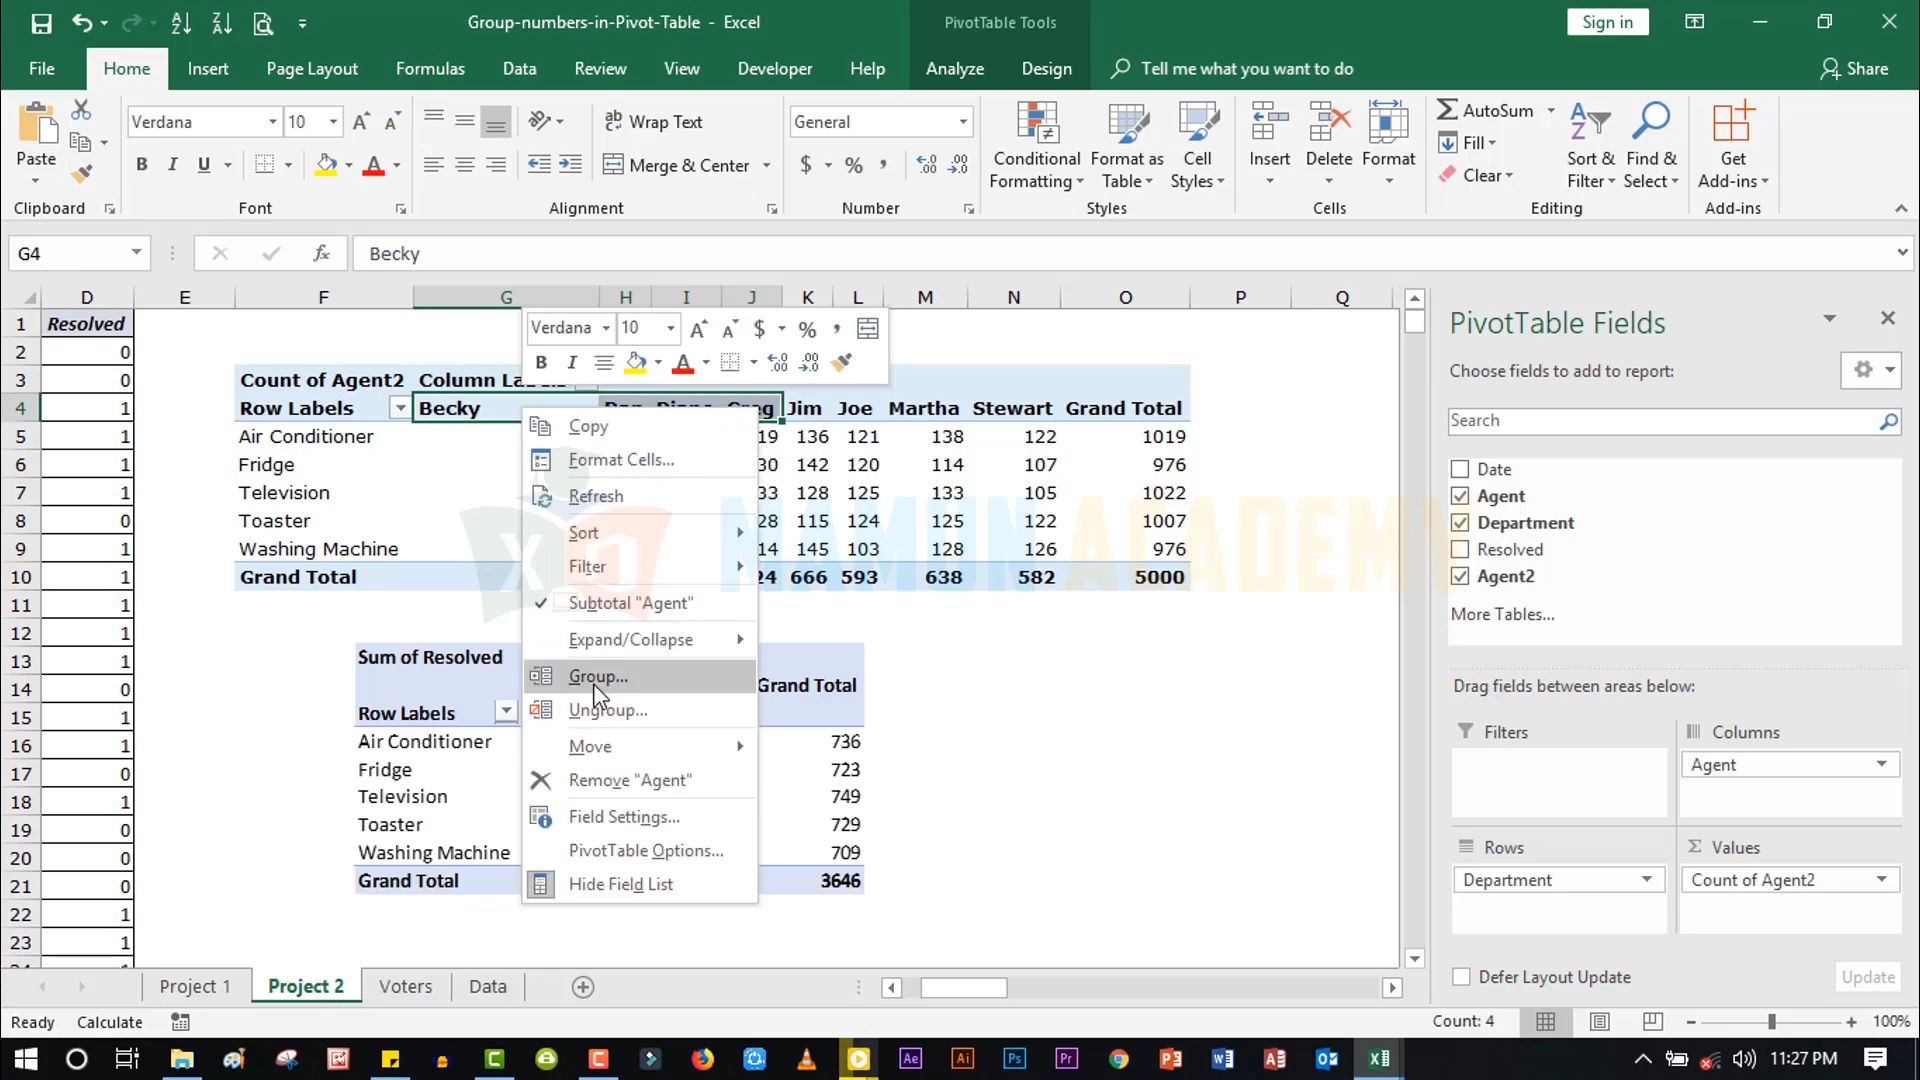 Group-numbers-in-Pivot-Table - Excel
PivotTable Tools
Sign in
File Home Insert Page Layout Formulas Data Review View Developer Help Analyze Design Tell me what you want to do Share
Paste
Clipboard
Verdana 10
B I U
Font
Wrap Text
Merge & Center
Alignment
General
$ % ,
Number
Conditional Formatting
Format as Table
Cell Styles
Styles
Insert Delete Format
Cells
AutoSum
Fill
Clear
Sort & Filter
Find & Select
Editing
Get Add-ins
Add-ins
G4 fx Becky
D E F G H I J K L M N O P Q
1 Resolved
2 0
3 0 Count of Agent2 Column
4 1 Row Labels Becky Greg Jim Joe Martha Stewart Grand Total
5 1 Air Conditioner 19 136 121 138 122 1019
6 1 Fridge 30 142 120 114 107 976
7 1 Television 33 128 125 133 105 1022
8 0 Toaster 28 115 124 125 122 1007
9 1 Washing Machine 14 145 103 128 126 976
10 1 Grand Total 24 666 593 638 582 5000
11 1
12 1
13 1 Sum of Resolved
14 0 Grand Total
15 1 Row Labels
16 1 Air Conditioner 736
17 0 Fridge 723
18 1 Television 749
19 0 Toaster 729
20 0 Washing Machine 709
21 0 Grand Total 3646
22 1
23 1
Verdana 10 $ % ,
B I
Copy
Format Cells...
Refresh
Sort
Filter
Subtotal "Agent"
Expand/Collapse
Group...
Ungroup...
Move
Remove "Agent"
Field Settings...
PivotTable Options...
Hide Field List
MAMUN ACADEMY
PivotTable Fields
Choose fields to add to report:
Search
Date
Agent
Department
Resolved
Agent2
More Tables...
Drag fields between areas below:
Filters
Columns
Agent
Rows
Department
Values
Count of Agent2
Defer Layout Update Update
Project 1 Project 2 Voters Data
Ready Calculate Count: 4 100%
11:27 PM